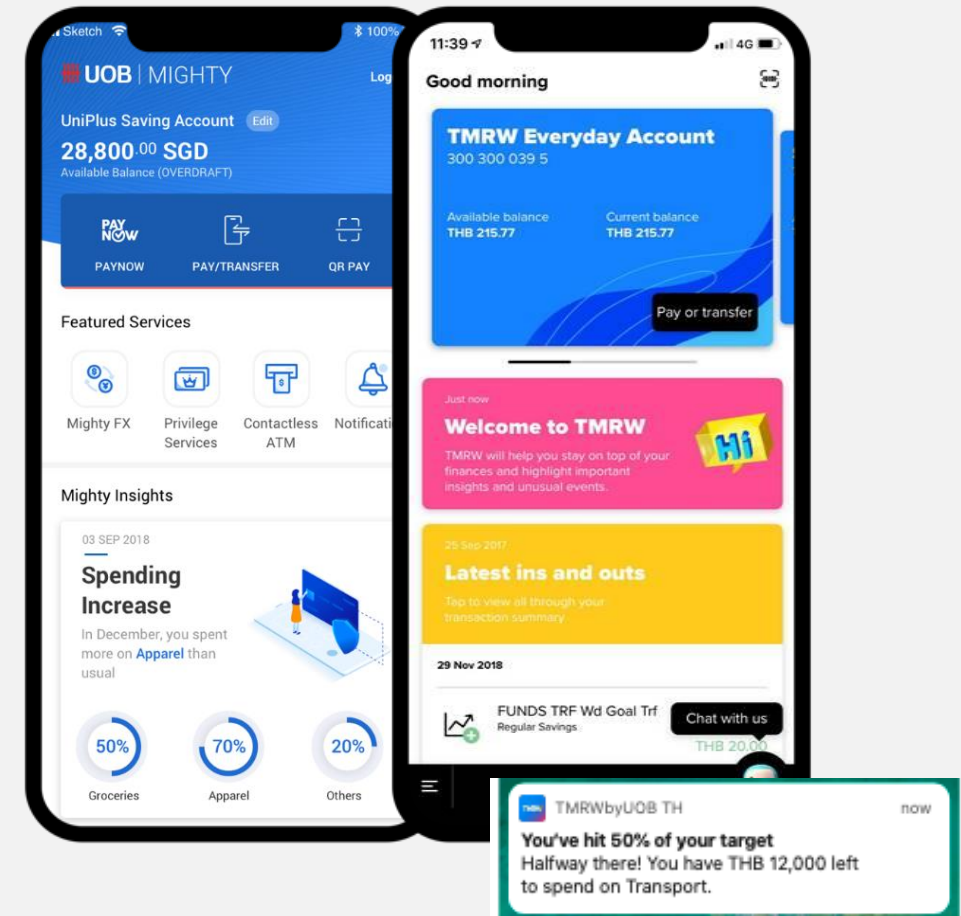 Sketch
100%
UOB | MIGHTY
Log
UniPlus Saving Account Edit
28,800.00 SGD
Available Balance (OVERDRAFT)
PAY NOW
PAYNOW PAY/TRANSFER QR PAY
Featured Services
Mighty FX Privilege Services Contactless ATM Notificati
Mighty Insights
03 SEP 2018
Spending
Increase
In December, you spent
more on Apparel than
usual
50% 70% 20%
Groceries Apparel Others
11:39 4G
Good morning
TMRW Everyday Account
300 300 039 5
Available balance Current balance
THB 215.77 THB 215.77
Pay or transfer
Just now
Welcome to TMRW
TMRW will help you stay on top of your
finances and highlight important
insights and unusual events.
Hi
25 Sep 2017
Latest ins and outs
Tap to view all through your
transaction summary
29 Nov 2018
FUNDS TRF Wd Goal Trf
Regular Savings
Chat with us
THB 20.00
TMRWbyUOB TH now
You've hit 50% of your target
Halfway there! You have THB 12,000 left
to spend on Transport.